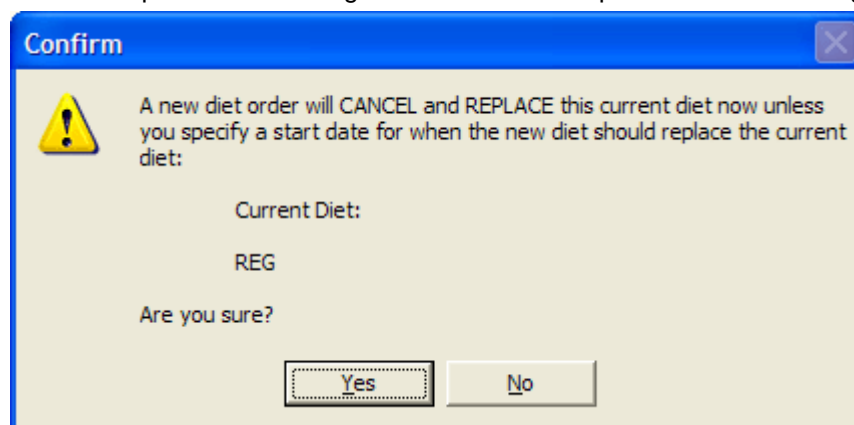 Confirm
A new diet order will CANCEL and REPLACE this current diet now unless
you specify a start date for when the new diet should replace the current
diet:
Current Diet:
REG
Are you sure?
Yes
No